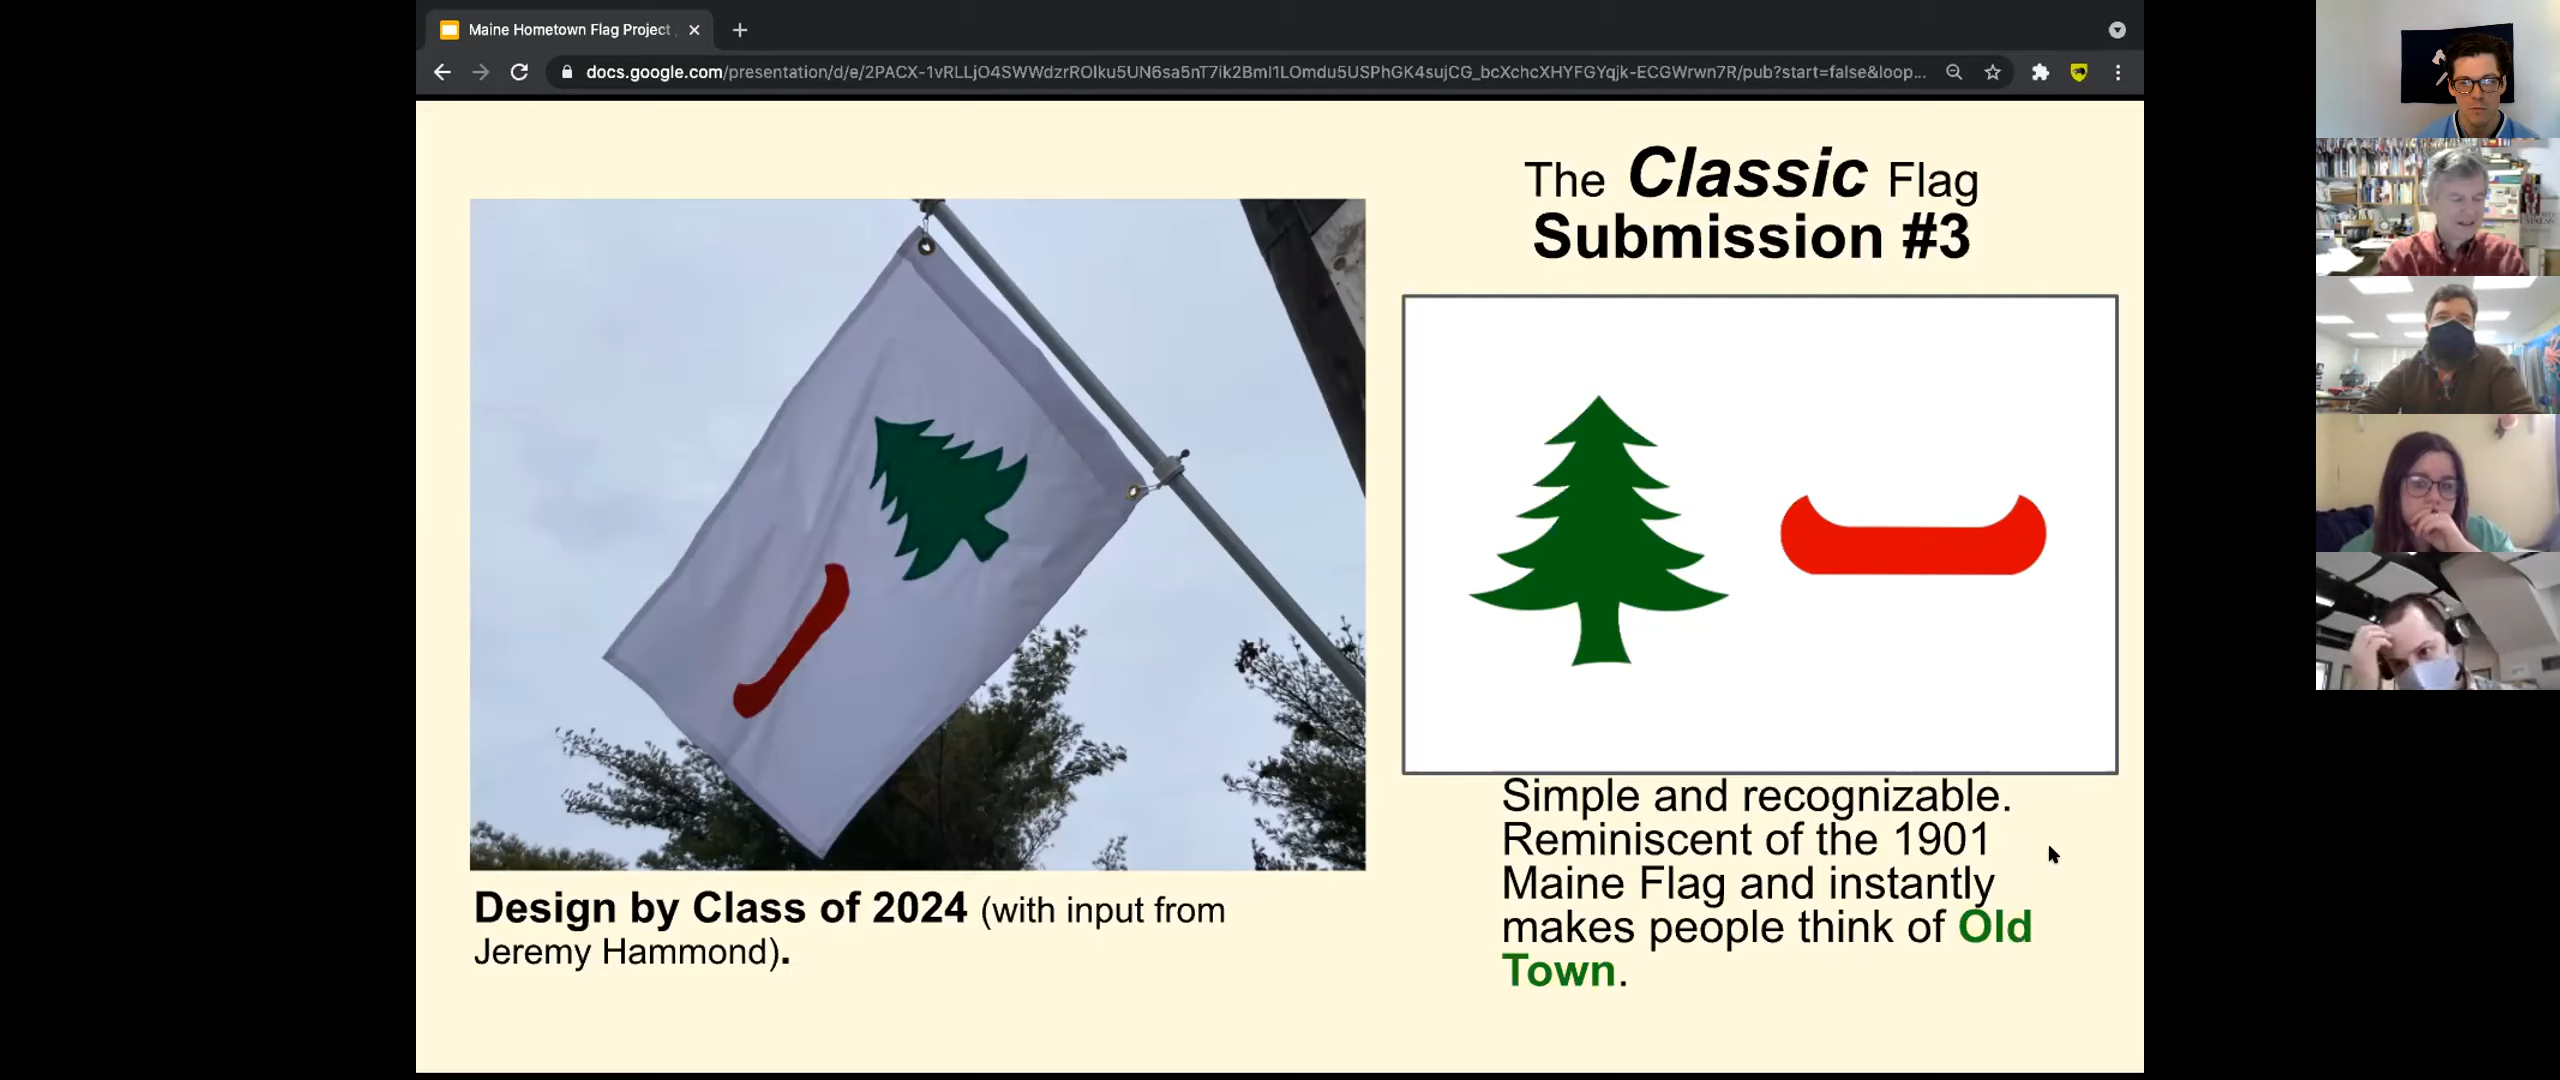 Maine Hometown Flag Project
docs.google.com/presentation/d/e/2PACX-1vRLLjO4SWWdzrROlku5UN6sa5nT7ik2BmI1LOmdu5USPhGK4sujCG_bcXchcXHYFGYqjk-ECGWrwn7R/pub?start=false&loop...
The Classic Flag
Submission #3
Design by Class of 2024 (with input from
Jeremy Hammond).
Simple and recognizable.
Reminiscent of the 1901
Maine Flag and instantly
makes people think of Old
Town.